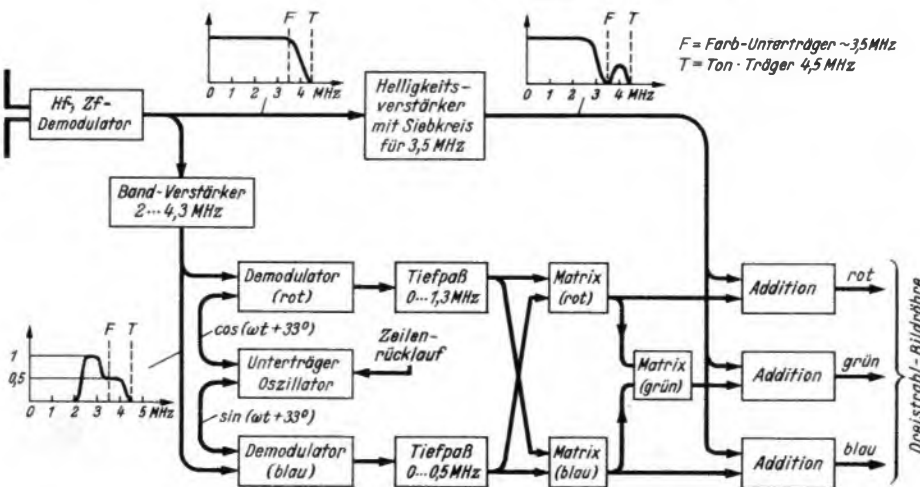 F T
0 1 2 3 4 MHz
F T
0 1 2 3 4 MHz
F = Farb-Unterträger ~3,5 MHz
T = Ton-Träger 4,5 MHz
Hf, Zf-
Demodulator
Helligkeits-
verstärker
mit Siebkreis
für 3,5 MHz
Band-Verstärker
2...4,3 MHz
Demodulator
(rot)
Tiefpaß
0...1,3 MHz
Matrix
(rot)
Addition
rot
cos (ωt + 33°)
Zeilen-
rücklauf
Unterträger
Oszillator
Matrix
(grün)
Addition
grün
F T
1
0,5
0 1 2 3 4 5 MHz
sin (ωt + 33°)
Demodulator
(blau)
Tiefpaß
0...0,5 MHz
Matrix
(blau)
Addition
blau
Dreistrahl-Bildröhre